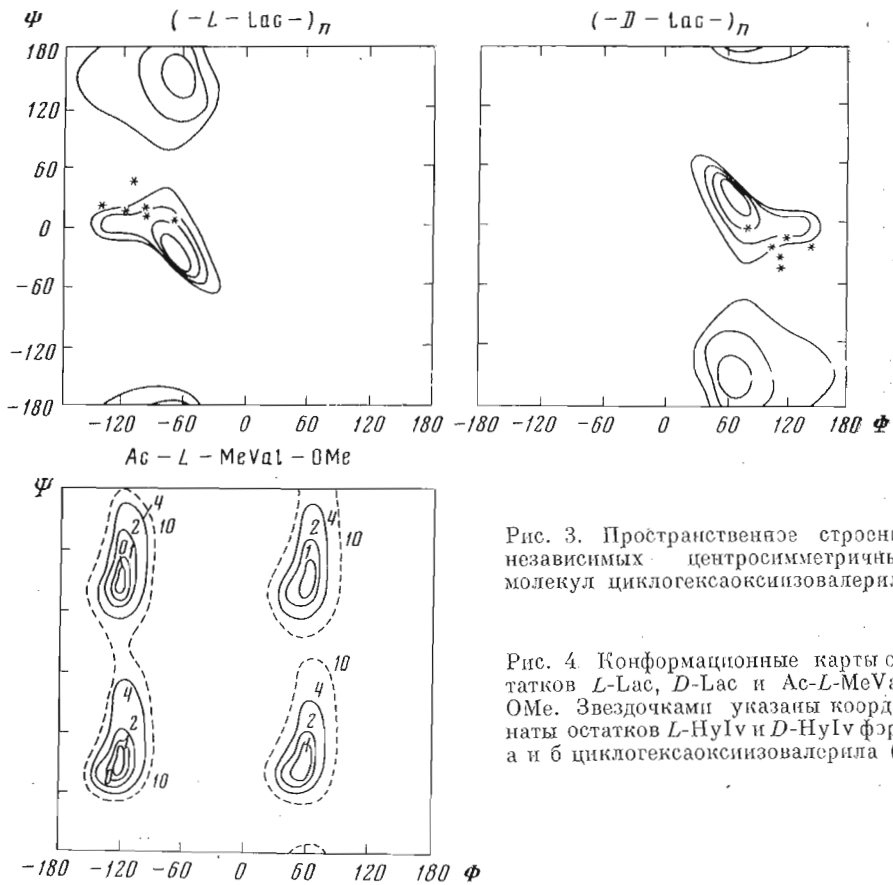 Ψ (-L-Lac-)n (-D-Lac-)n
180
120
60
0
-60
-120
-180
-120 -60 0 60 120 180 -180 -120 -60 0 60 120 180 Φ
Ac-L-MeVal-OMe
Ψ
4 10 2 4 10
2
0,1 1
10
4 4
2 2
1 1
10
-180 -120 -60 0 60 120 180 Φ
Рис. 3. Пространственное строени
независимых центросимметричны
молекул циклогексаоксиизовалерил
Рис. 4. Конформационные карты ос
татков L-Lac, D-Lac и Ac-L-MeVa
OMe. Звездочками указаны коорд
наты остатков L-HyIv и D-HyIv фор
а и б циклогексаоксиизовалерила (